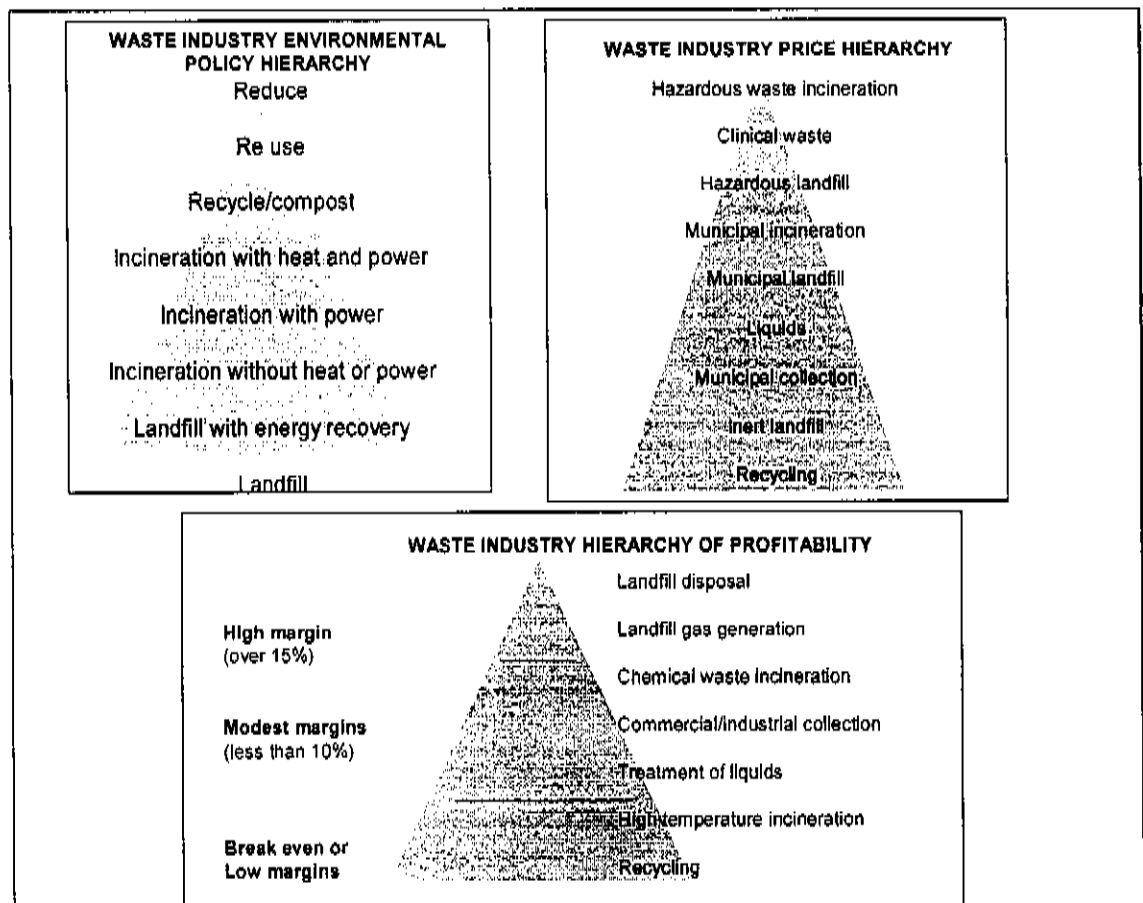 WASTE INDUSTRY ENVIRONMENTAL
POLICY HIERARCHY
Reduce
Re use
Recycle/compost
Incineration with heat and power
Incineration with power
Incineration without heat or power
Landfill with energy recovery
Landfill
WASTE INDUSTRY PRICE HIERARCHY
Hazardous waste incineration
Clinical waste
Hazardous landfill
Municipal incineration
Municipal landfill
Liquids
Municipal collection
Inert landfill
Recycling
WASTE INDUSTRY HIERARCHY OF PROFITABILITY
High margin
(over 15%)
Modest margins
(less than 10%)
Break even or
Low margins
Landfill disposal
Landfill gas generation
Chemical waste incineration
Commercial/industrial collection
Treatment of liquids
High temperature incineration
Recycling